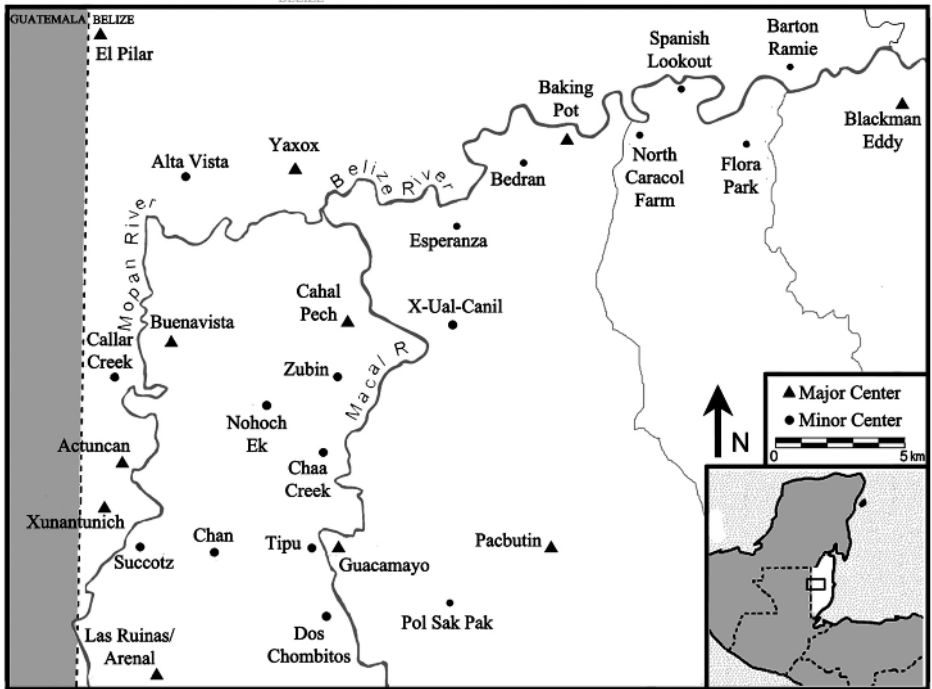 BELIZE
GUATEMALA
BELIZE
El Pilar
Spanish
Lookout
Barton
Ramie
Baking
Pot
Blackman
Eddy
Alta Vista
Yaxox
Belize River
Bedran
North
Caracol
Farm
Flora
Park
Mopan River
Esperanza
Cahal
Pech
X-Ual-Canil
Buenavista
Callar
Creek
Zubin
Macal R
Nohoch
Ek
Actuncan
Chaa
Creek
Xunantunich
Succotz
Chan
Tipu
Guacamayo
Pacbutin
Pol Sak Pak
Dos
Chombitos
Las Ruinas/
Arenal
Major Center
Minor Center
0 5 km
N